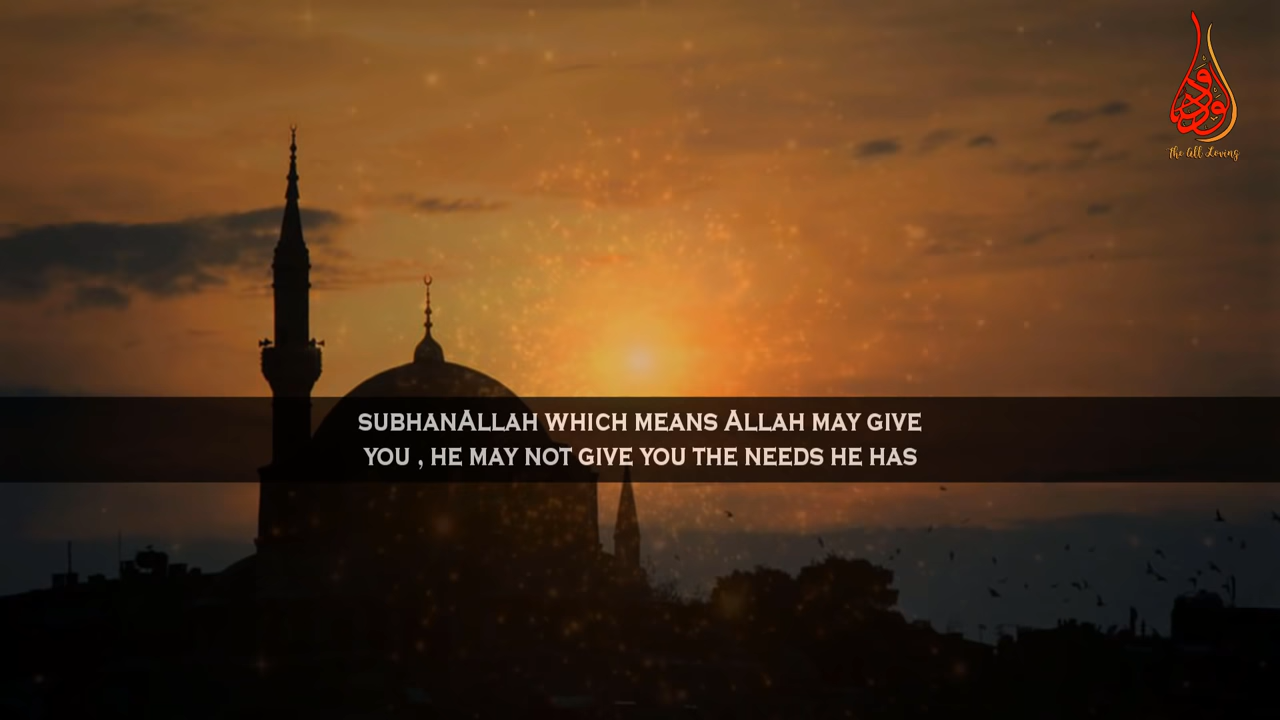 الودود
The All Loving
SUBHANALLAH WHICH MEANS ALLAH MAY GIVE
YOU , HE MAY NOT GIVE YOU THE NEEDS HE HAS